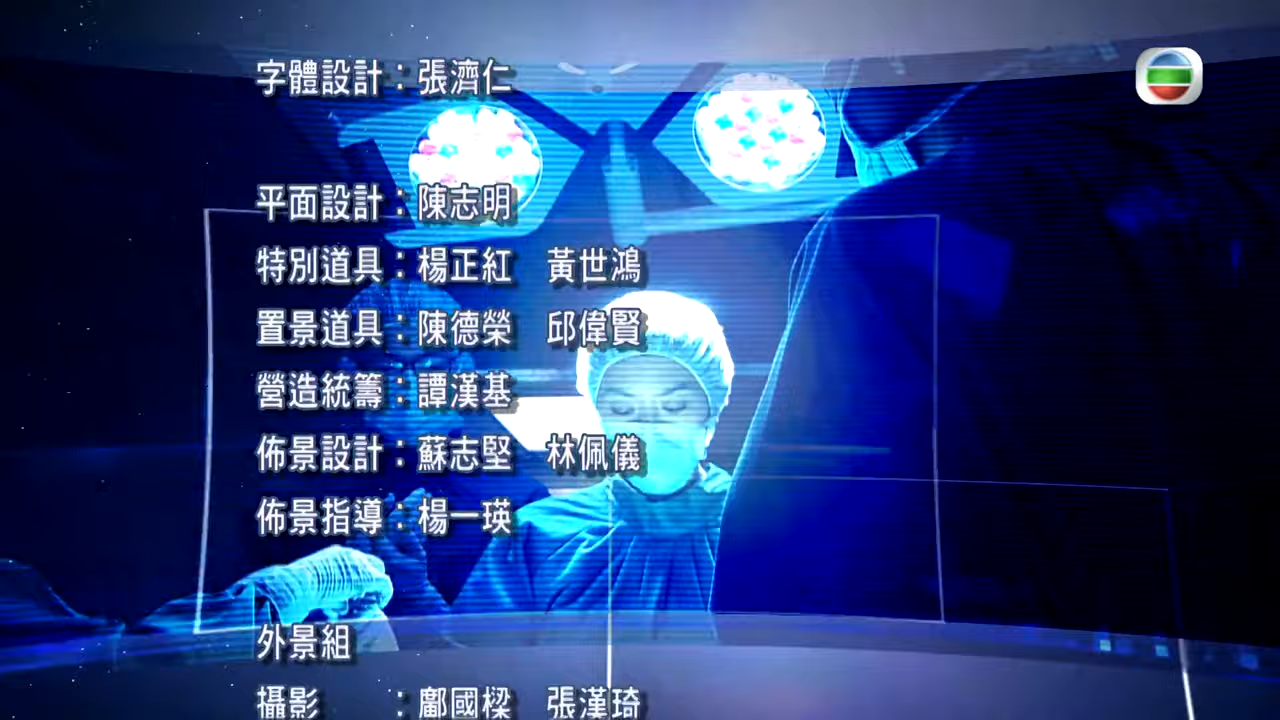 字體設計：張濟仁
平面設計：陳志明
特別道具：楊正紅　黃世鴻
置景道具：陳德榮　邱偉賢
營造統籌：譚漢基
佈景設計：蘇志堅　林佩儀
佈景指導：楊一瑛
外景組
攝影　　：鄺國樑　張漢琦